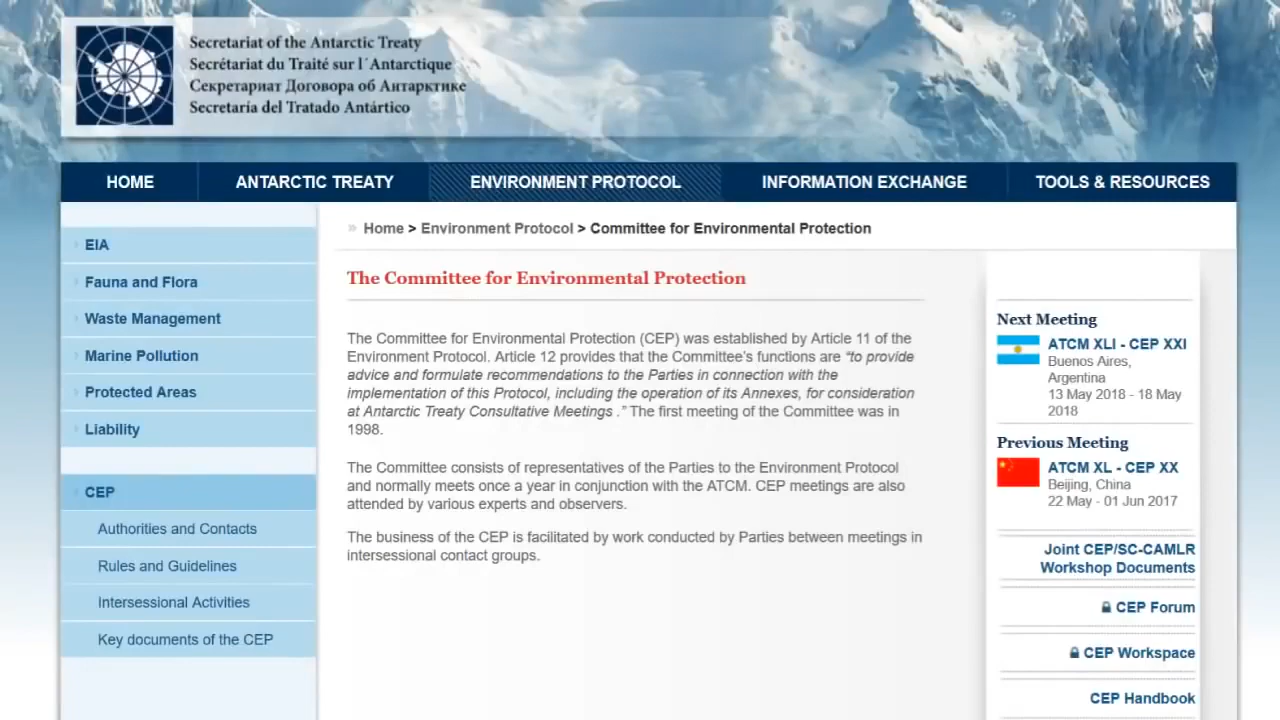 Secretariat of the Antarctic Treaty
Secrétariat du Traité sur l´Antarctique
Секретариат Договора об Антарктике
Secretaría del Tratado Antártico
HOME
ANTARCTIC TREATY
ENVIRONMENT PROTOCOL
INFORMATION EXCHANGE
TOOLS & RESOURCES
EIA
Fauna and Flora
Waste Management
Marine Pollution
Protected Areas
Liability
CEP
Authorities and Contacts
Rules and Guidelines
Intersessional Activities
Key documents of the CEP
» Home > Environment Protocol > Committee for Environmental Protection
The Committee for Environmental Protection
The Committee for Environmental Protection (CEP) was established by Article 11 of the
Environment Protocol. Article 12 provides that the Committee's functions are “to provide
advice and formulate recommendations to the Parties in connection with the
implementation of this Protocol, including the operation of its Annexes, for consideration
at Antarctic Treaty Consultative Meetings .” The first meeting of the Committee was in
1998.
The Committee consists of representatives of the Parties to the Environment Protocol
and normally meets once a year in conjunction with the ATCM. CEP meetings are also
attended by various experts and observers.
The business of the CEP is facilitated by work conducted by Parties between meetings in
intersessional contact groups.
Next Meeting
ATCM XLI - CEP XXI
Buenos Aires,
Argentina
13 May 2018 - 18 May
2018
Previous Meeting
ATCM XL - CEP XX
Beijing, China
22 May - 01 Jun 2017
Joint CEP/SC-CAMLR
Workshop Documents
CEP Forum
CEP Workspace
CEP Handbook